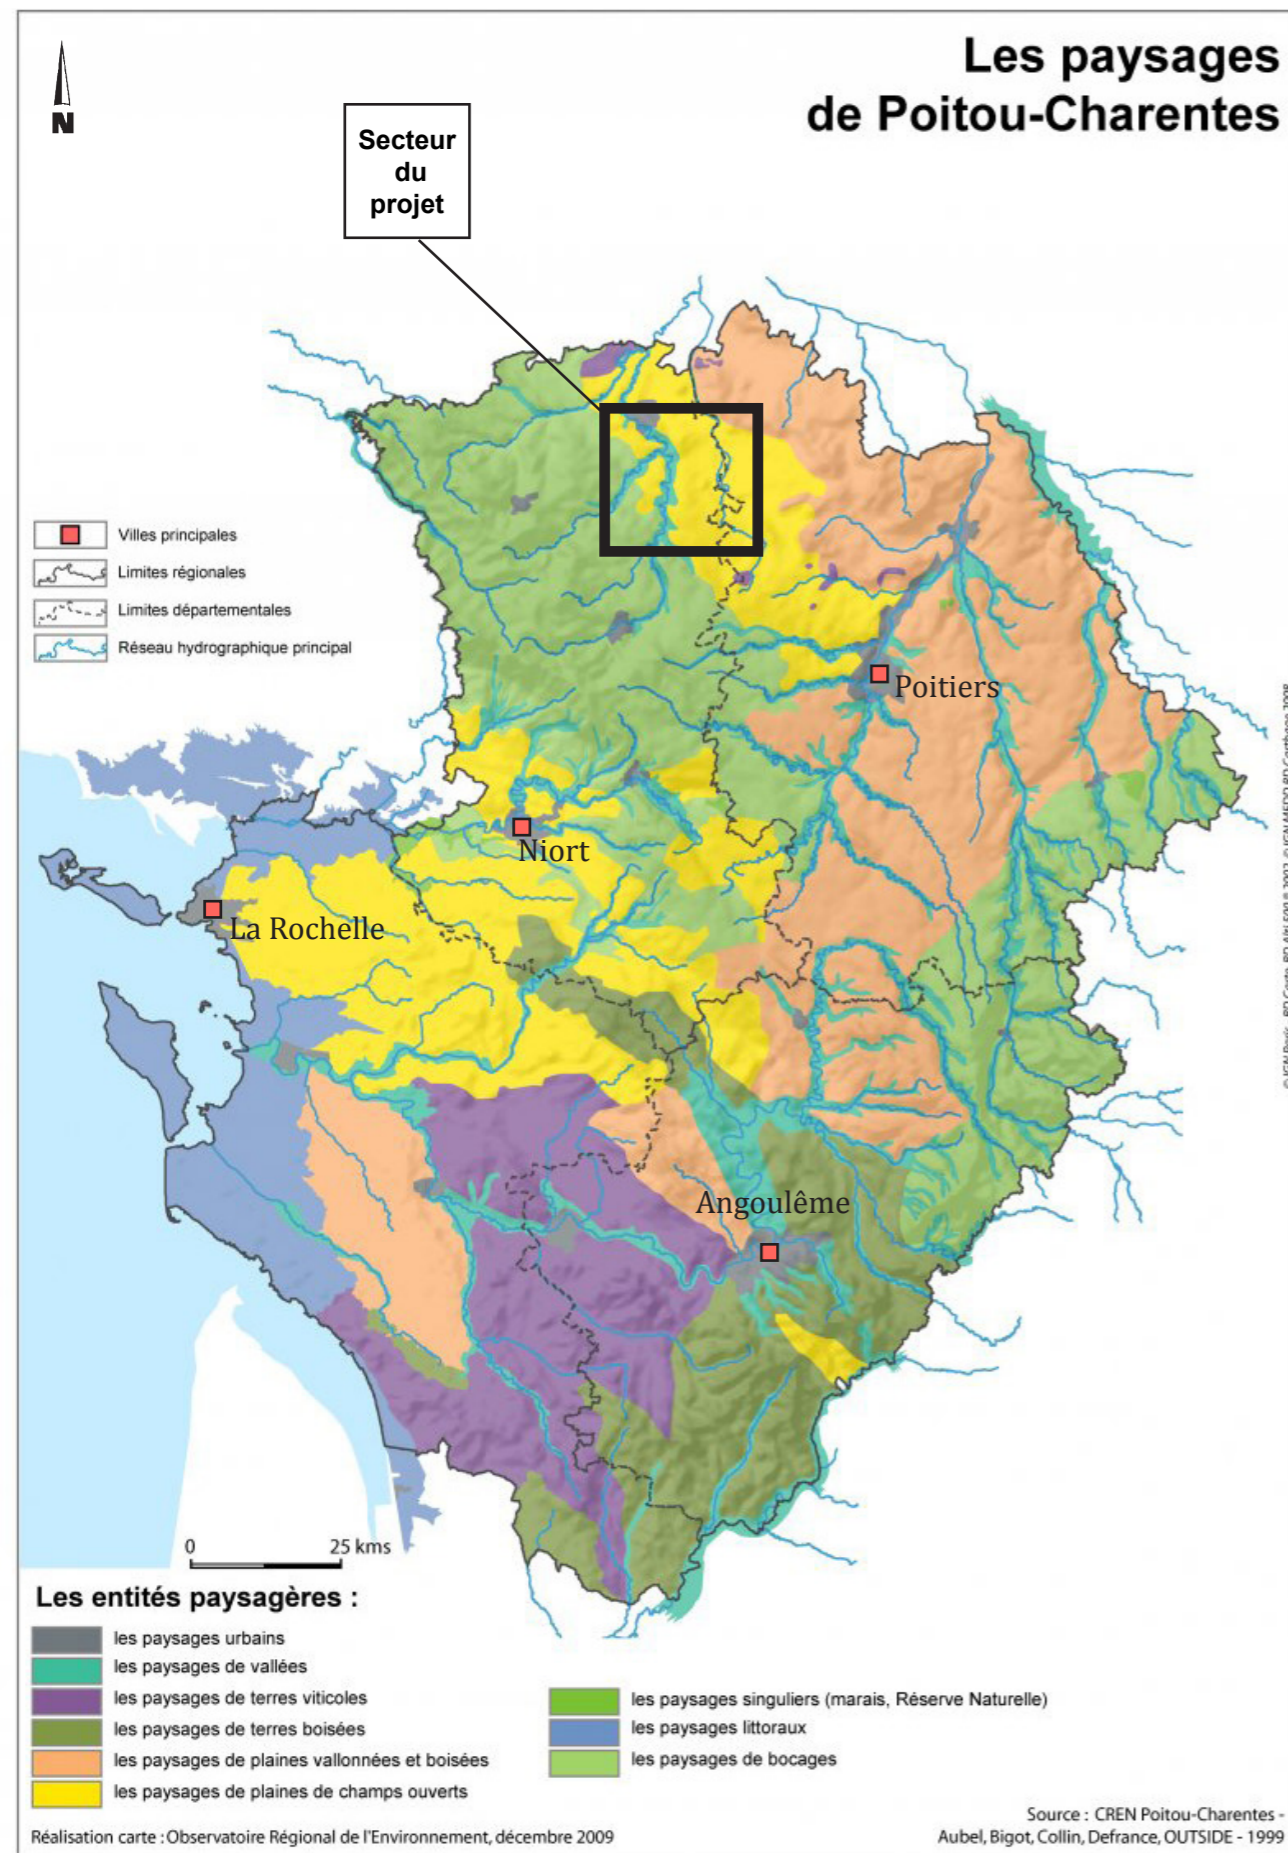 Les paysages
de Poitou-Charentes
N
Secteur
du
projet
Villes principales
Limites régionales
Limites départementales
Réseau hydrographique principal
Poitiers
Niort
La Rochelle
Angoulême
0 25 kms
Les entités paysagères :
les paysages urbains
les paysages de vallées
les paysages de terres viticoles
les paysages de terres boisées
les paysages de plaines vallonnées et boisées
les paysages de plaines de champs ouverts
les paysages singuliers (marais, Réserve Naturelle)
les paysages littoraux
les paysages de bocages
Réalisation carte : Observatoire Régional de l'Environnement, décembre 2009
Source : CREN Poitou-Charentes -
Aubel, Bigot, Collin, Defrance, OUTSIDE - 1999